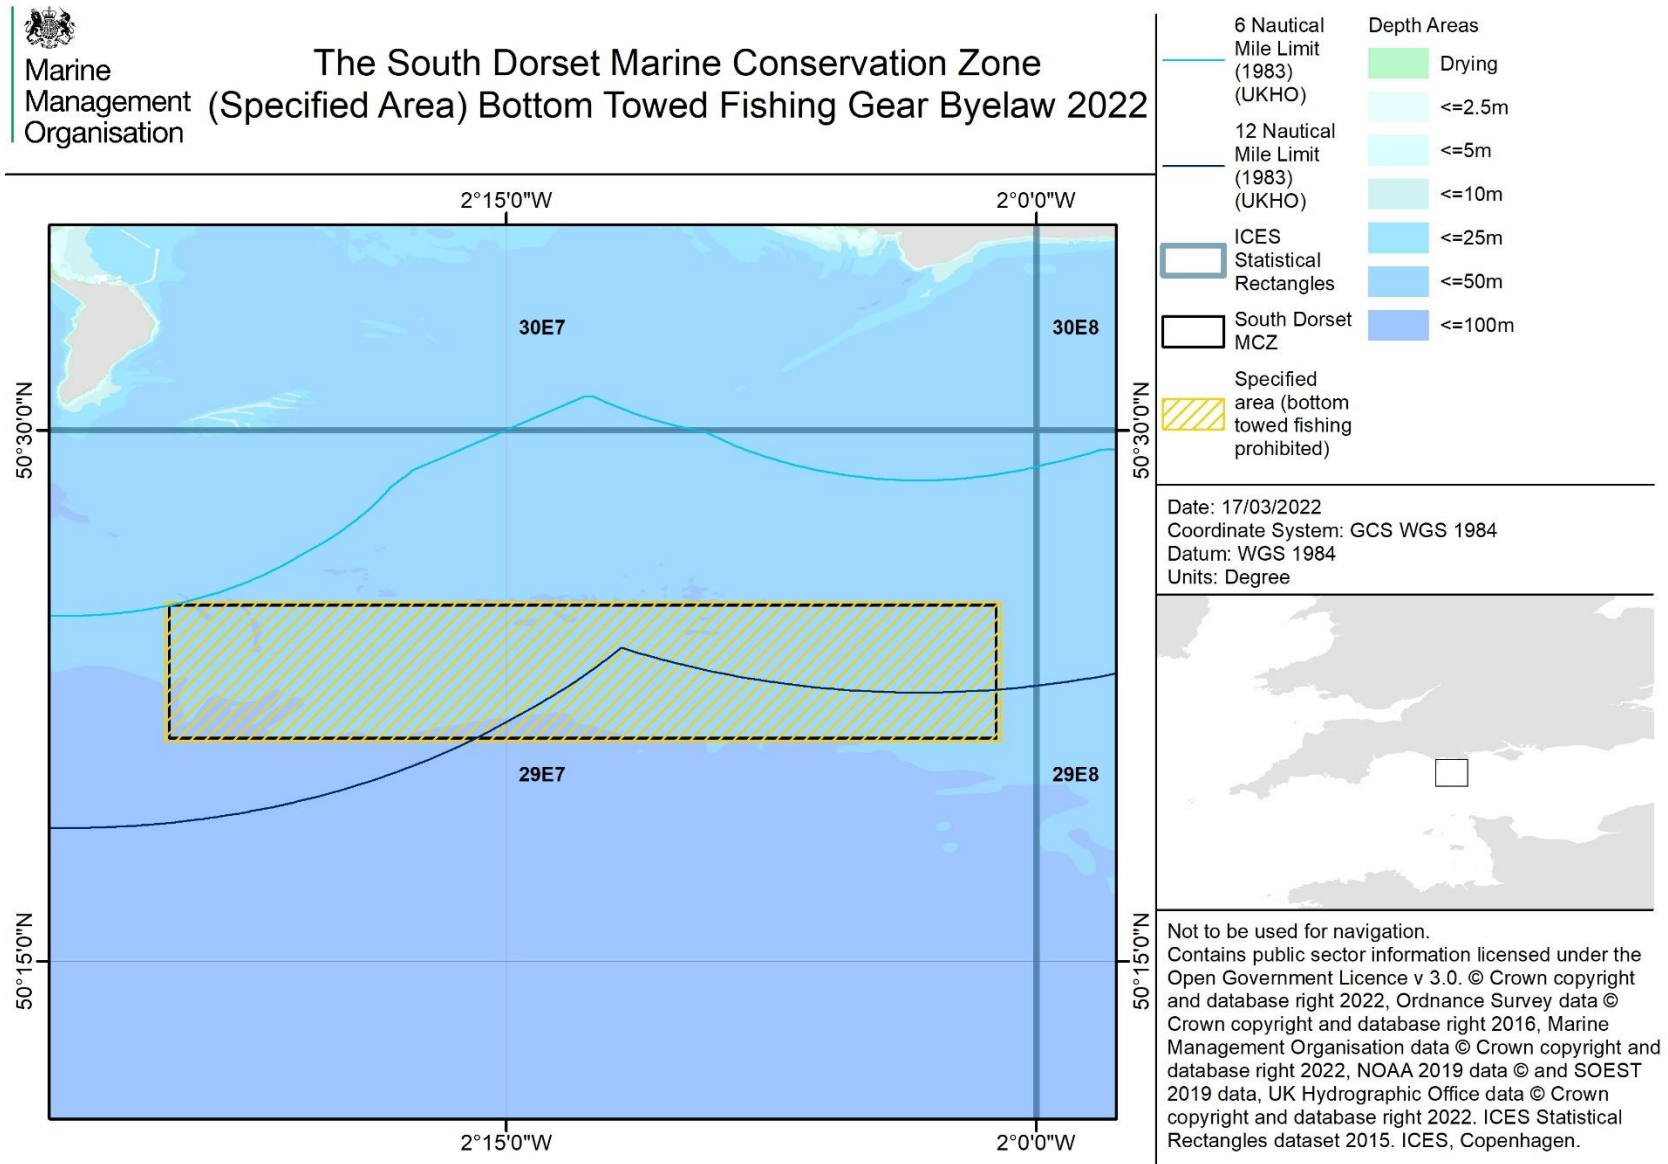 Marine
Management
Organisation
The South Dorset Marine Conservation Zone
(Specified Area) Bottom Towed Fishing Gear Byelaw 2022
6 Nautical
Mile Limit
(1983)
(UKHO)
12 Nautical
Mile Limit
(1983)
(UKHO)
ICES
Statistical
Rectangles
South Dorset
MCZ
Specified
area (bottom
towed fishing
prohibited)
Depth Areas
Drying
<=2.5m
<=5m
<=10m
<=25m
<=50m
<=100m
2°15'0"W
2°0'0"W
30E7
30E8
50°30'0"N
50°30'0"N
29E7
29E8
50°15'0"N
50°15'0"N
2°15'0"W
2°0'0"W
Date: 17/03/2022
Coordinate System: GCS WGS 1984
Datum: WGS 1984
Units: Degree
Not to be used for navigation.
Contains public sector information licensed under the
Open Government Licence v 3.0. © Crown copyright
and database right 2022, Ordnance Survey data ©
Crown copyright and database right 2016, Marine
Management Organisation data © Crown copyright and
database right 2022, NOAA 2019 data © and SOEST
2019 data, UK Hydrographic Office data © Crown
copyright and database right 2022. ICES Statistical
Rectangles dataset 2015. ICES, Copenhagen.